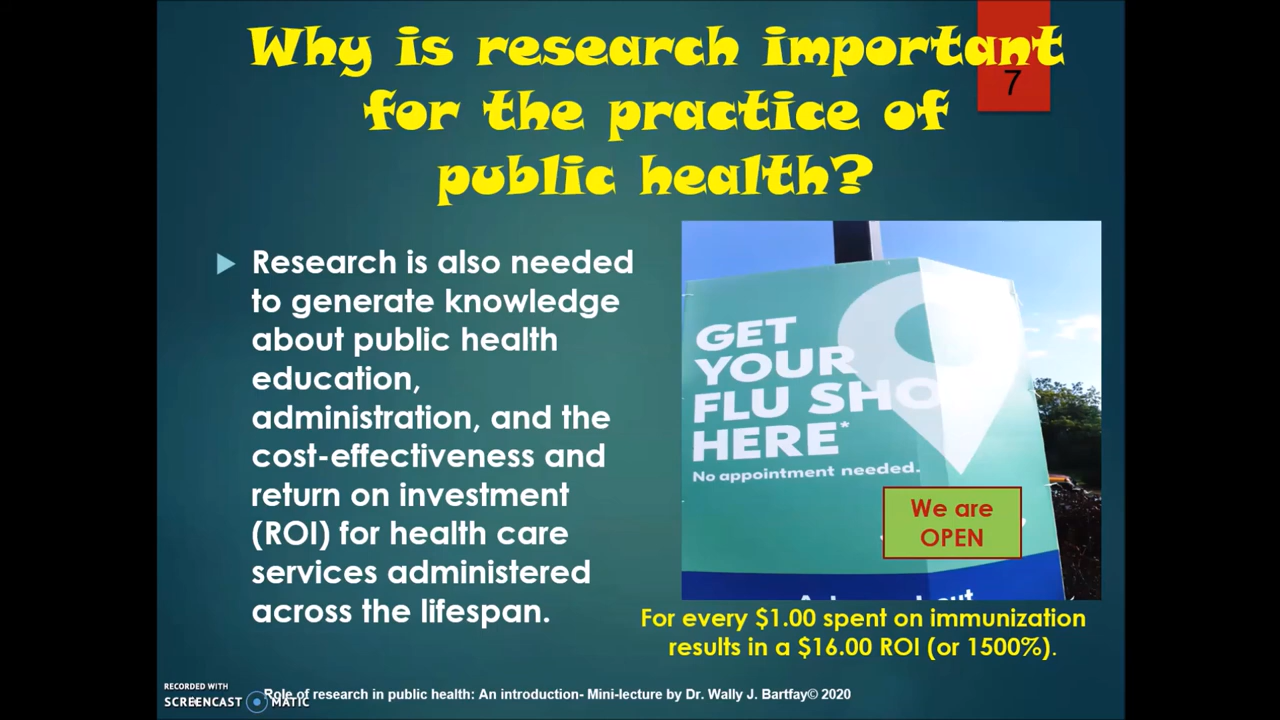 Why is research important
7
for the practice of
public health?
Research is also needed
to generate knowledge
about public health
education,
administration, and the
cost-effectiveness and
return on investment
(ROI) for health care
services administered
across the lifespan.
GET
YOUR
FLU SHO
HERE*
No appointment needed.
We are
OPEN
For every $1.00 spent on immunization
results in a $16.00 ROI (or 1500%).
RECORDED WITH
SCREENCAST MATIC
Role of research in public health: An introduction- Mini-lecture by Dr. Wally J. Bartfay© 2020